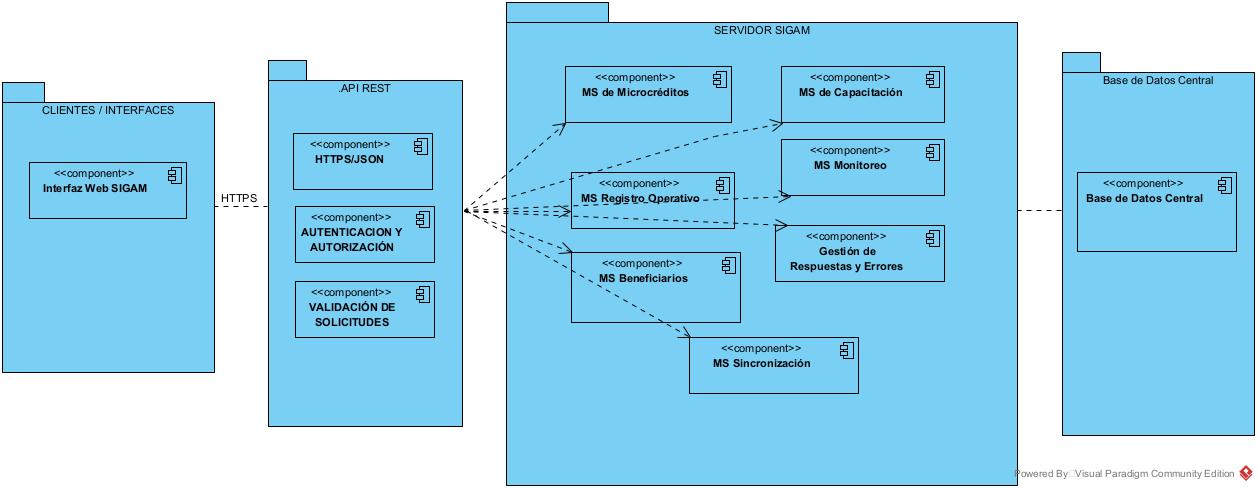 CLIENTES / INTERFACES
<<component>>
Interfaz Web SIGAM
HTTPS
.API REST
<<component>>
HTTPS/JSON
<<component>>
AUTENTICACION Y
AUTORIZACIÓN
<<component>>
VALIDACIÓN DE
SOLICITUDES
SERVIDOR SIGAM
<<component>>
MS de Microcréditos
<<component>>
MS de Capacitación
<<component>>
MS Monitoreo
<<component>>
MS Registro Operativo
<<component>>
Gestión de
Respuestas y Errores
<<component>>
MS Beneficiarios
<<component>>
MS Sincronización
Base de Datos Central
<<component>>
Base de Datos Central
Powered By Visual Paradigm Community Edition